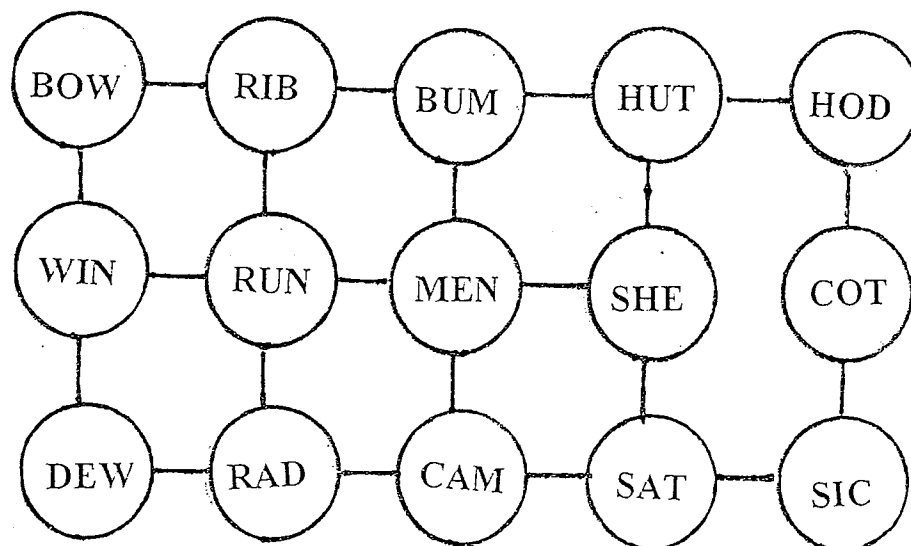 BOW RIB BUM HUT HOD
WIN RUN MEN SHE COT
DEW RAD CAM SAT SIC